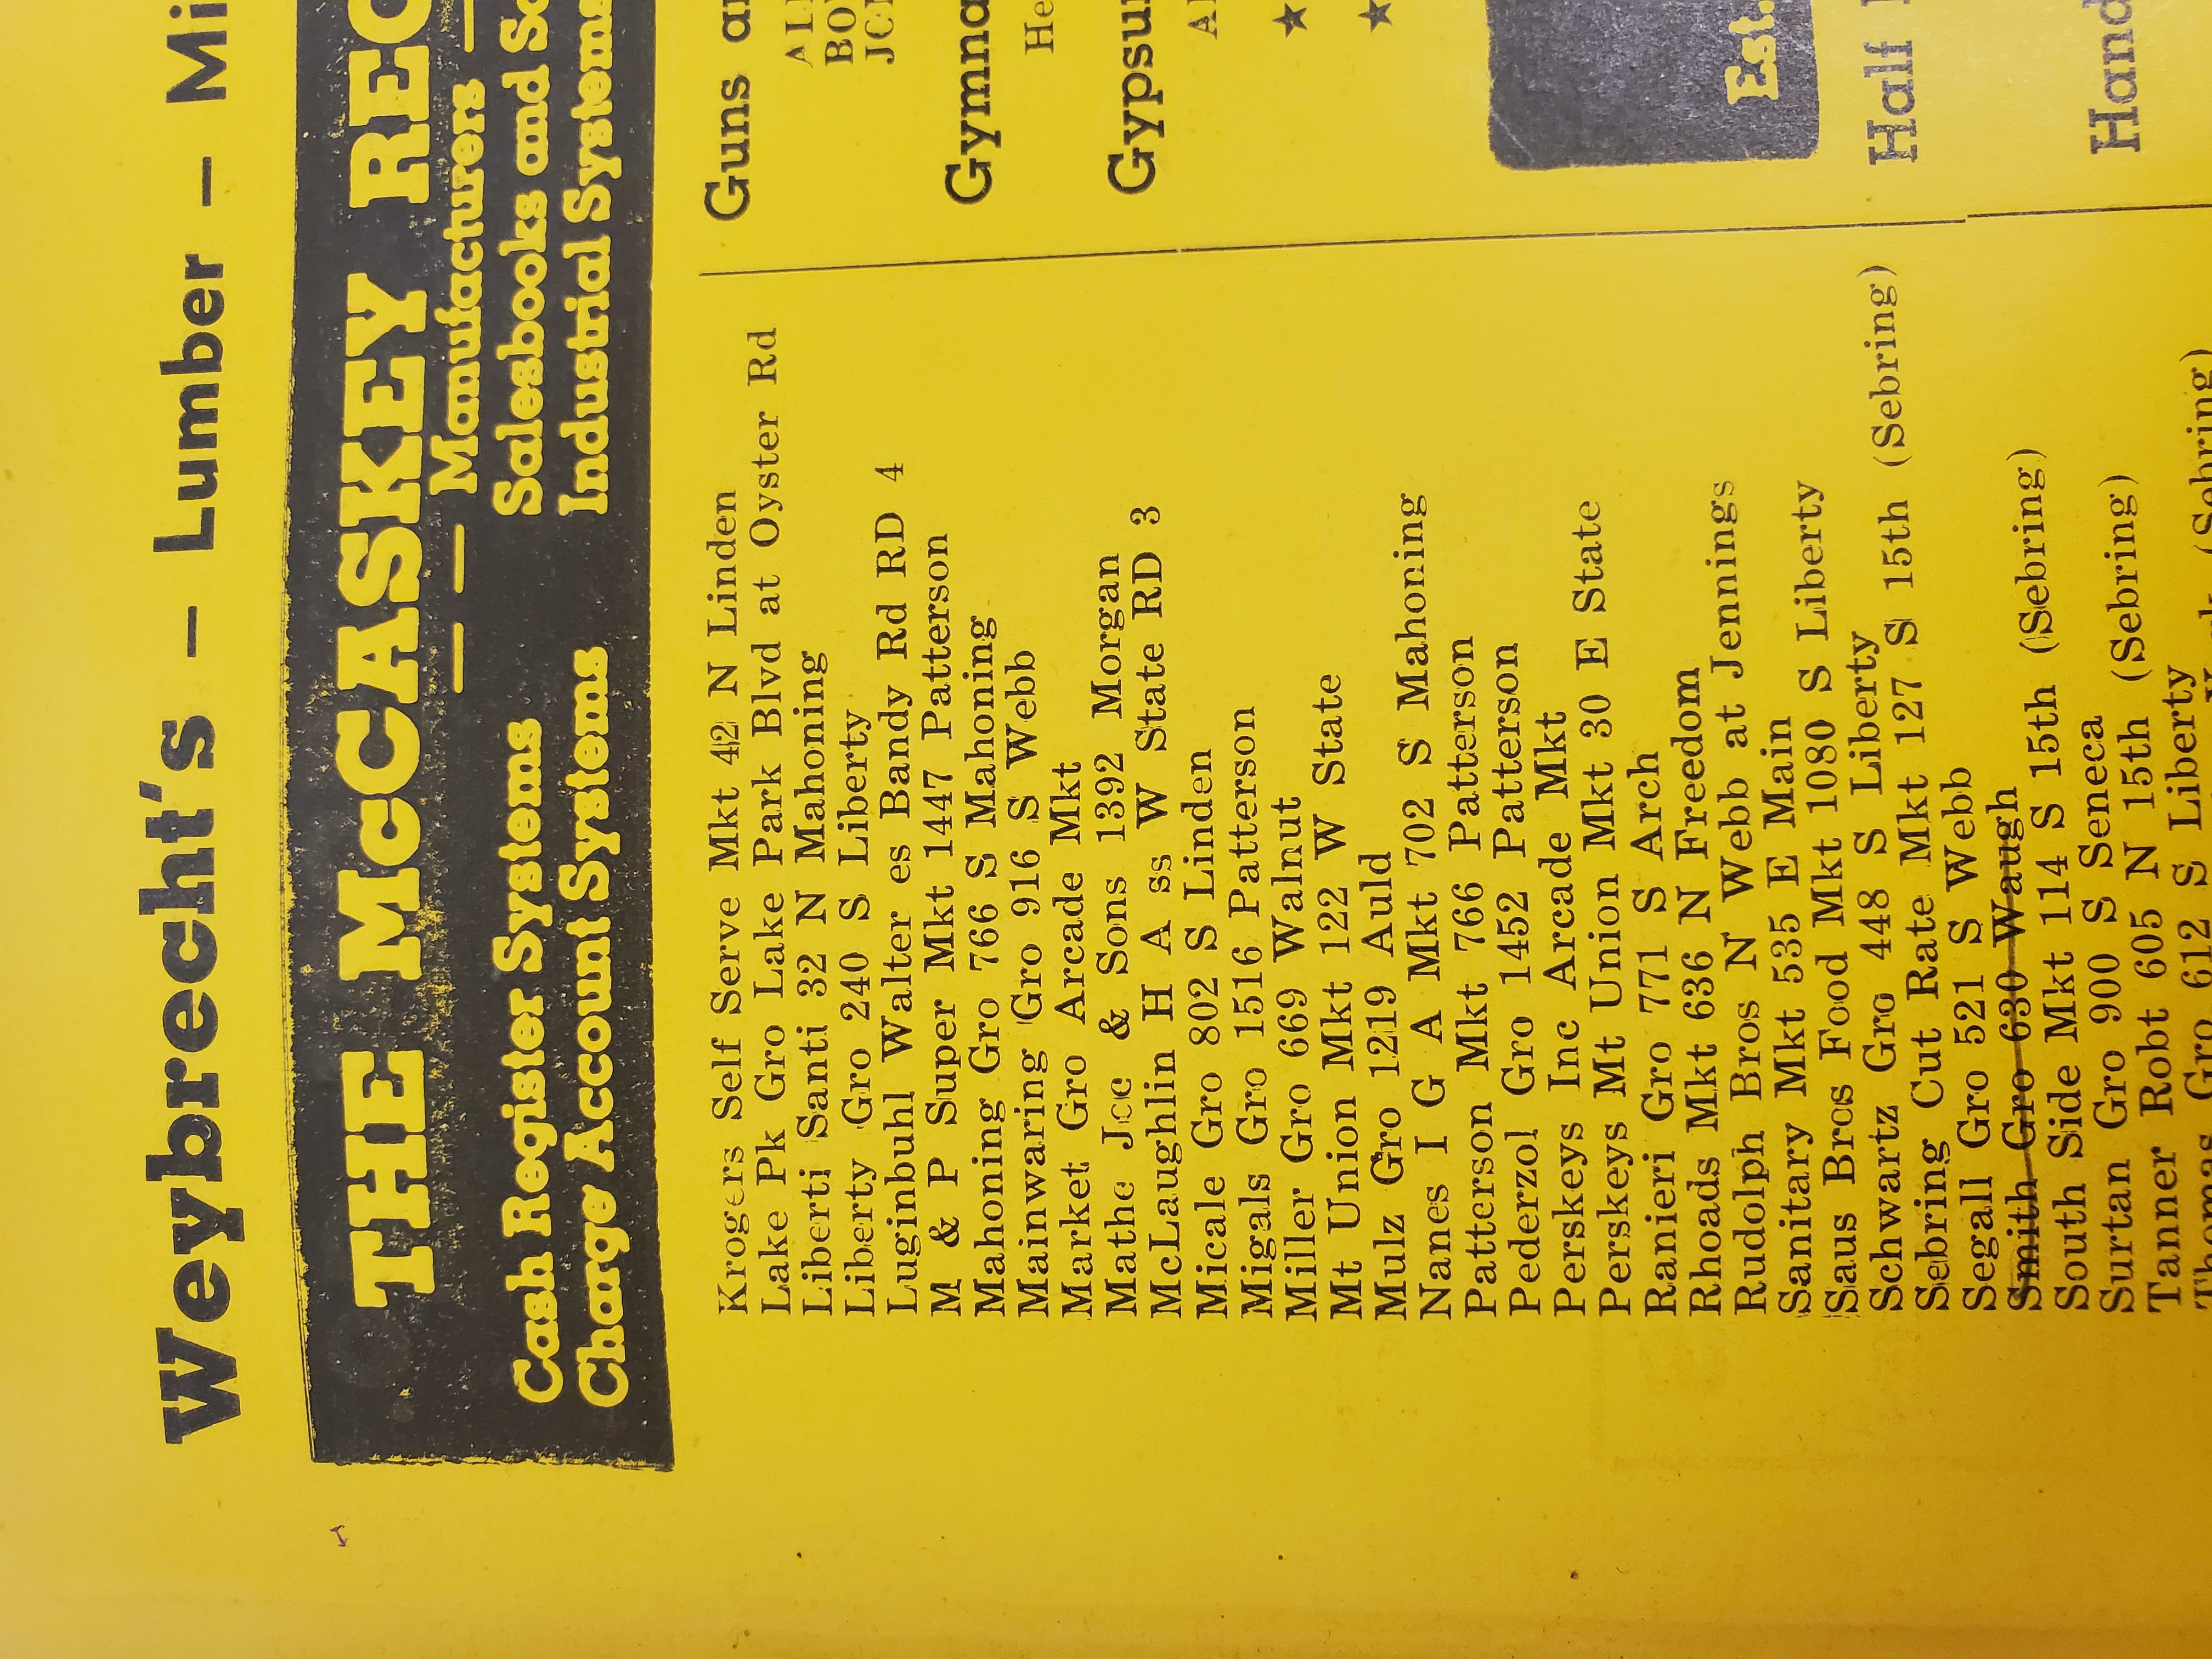 Weybrecht's — Lumber — Mi
THE McCASKEY REG
— — Manufacturers —
Cash Register Systems
Salesbooks and
Charge Account Systems
Industrial Systems
Krogers Self Serve Mkt 42 N Linden
Lake Pk Gro Lake Park Blvd at Oyster Rd
Liberti Santi 32 N Mahoning
Liberty Gro 240 S Liberty
Luginbuhl Walter es Bandy Rd RD 4
M & P Super Mkt 1447 Patterson
Mahoning Gro 766 S Mahoning
Mainwaring Gro 916 S Webb
Market Gro Arcade Mkt
Mathe Joe & Sons 1392 Morgan
McLaughlin H A ss W State RD 3
Micale Gro 802 S Linden
Migals Gro 1516 Patterson
Miller Gro 669 Walnut
Mt Union Mkt 122 W State
Mulz Gro 1219 Auld
Nanes I G A Mkt 702 S Mahoning
Patterson Mkt 766 Patterson
Pederzol Gro 1452 Patterson
Perskeys Inc Arcade Mkt
Perskeys Mt Union Mkt 30 E State
Ranieri Gro 771 S Arch
Rhoads Mkt 636 N Freedom
Rudolph Bros N Webb at Jennings
Sanitary Mkt 535 E Main
Saus Bros Food Mkt 1080 S Liberty
Schwartz Gro 448 S Liberty
Sebring Cut Rate Mkt 127 S 15th (Sebring)
Segall Gro 521 S Webb
Smith Gro 630 Waugh
South Side Mkt 114 S 15th (Sebring)
Surtan Gro 900 S Seneca
Tanner Robt 605 N 15th (Sebring)
Thomas Gro 612 S Liberty
(Sebring)
Guns
BO
Gymna
He
Gypsu
★
★
Est.
Half
Hand